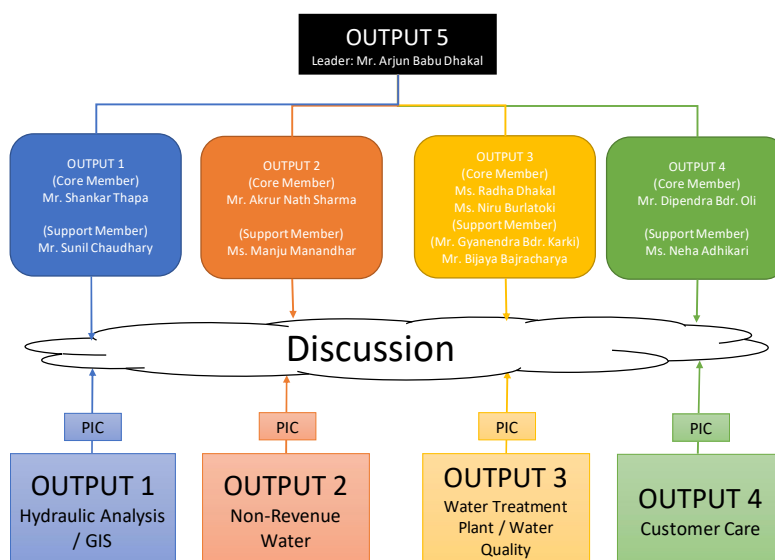 OUTPUT 5
Leader: Mr. Arjun Babu Dhakal
OUTPUT 1
(Core Member)
Mr. Shankar Thapa
(Support Member)
Mr. Sunil Chaudhary
OUTPUT 2
(Core Member)
Mr. Akrur Nath Sharma
(Support Member)
Ms. Manju Manandhar
OUTPUT 3
(Core Member)
Ms. Radha Dhakal
Ms. Niru Burlatoki
(Support Member)
(Mr. Gyanendra Bdr. Karki)
Mr. Bijaya Bajracharya
OUTPUT 4
(Core Member)
Mr. Dipendra Bdr. Oli
(Support Member)
Ms. Neha Adhikari
Discussion
PIC
PIC
PIC
PIC
OUTPUT 1
Hydraulic Analysis
/ GIS
OUTPUT 2
Non-Revenue
Water
OUTPUT 3
Water Treatment
Plant / Water
Quality
OUTPUT 4
Customer Care